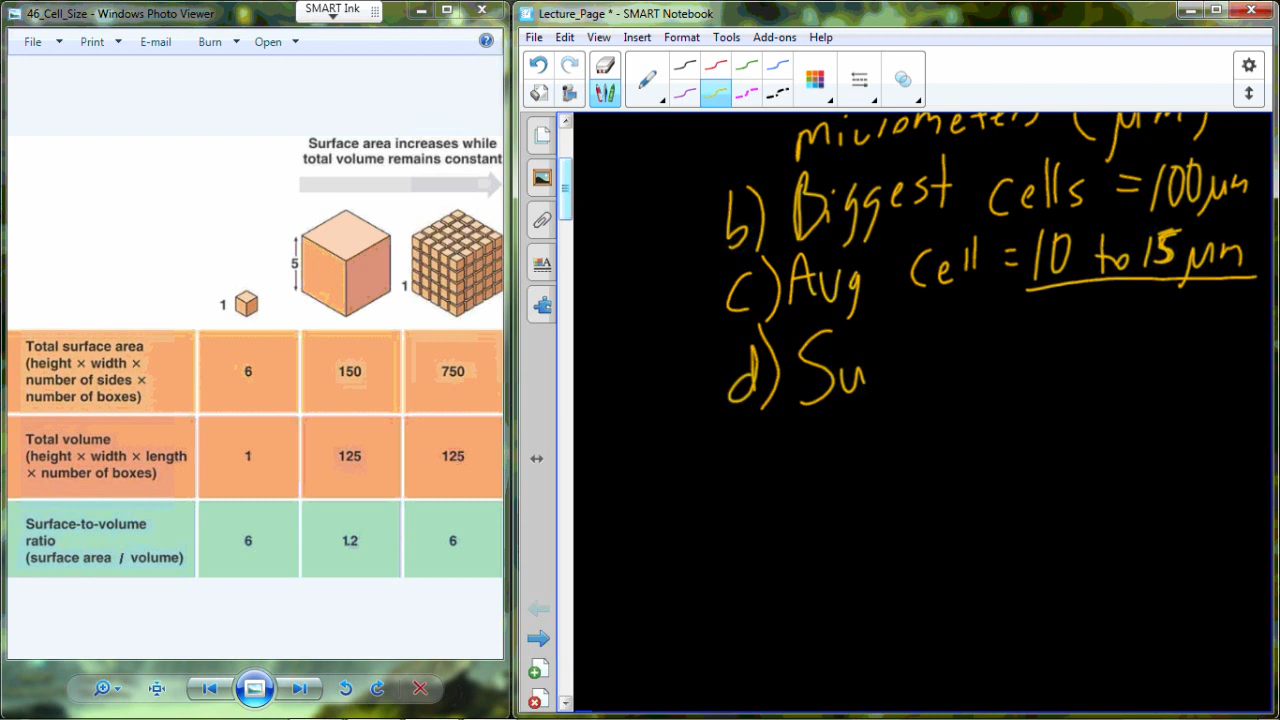 46_Cell_Size - Windows Photo Viewer
SMART Ink
File Print E-mail Burn Open
Surface area increases while
total volume remains constant
5
1
1
Total surface area
(height × width ×
number of sides ×
number of boxes)
6 150 750
Total volume
(height × width × length
× number of boxes)
1 125 125
Surface-to-volume
ratio
(surface area / volume)
6 1.2 6
Lecture_Page * - SMART Notebook
File Edit View Insert Format Tools Add-ons Help
micrometers (μm)
b) Biggest cells = 100μm
c) Avg cell = 10 to 15 μm
d) Su